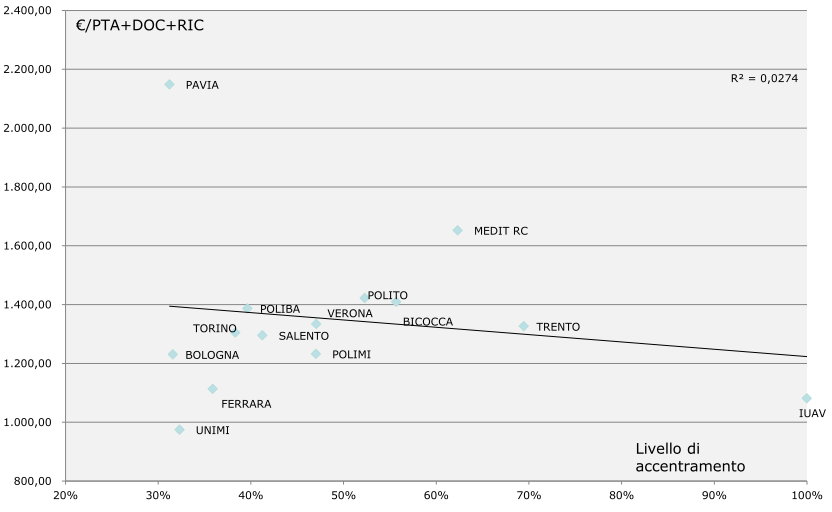 2.400,00
€/PTA+DOC+RIC
2.200,00
R² = 0,0274
PAVIA
2.000,00
1.800,00
MEDIT RC
1.600,00
1.400,00
POLITO
POLIBA
VERONA
BICOCCA
TORINO
TRENTO
SALENTO
1.200,00
BOLOGNA
POLIMI
FERRARA
IUAV
1.000,00
UNIMI
Livello di
accentramento
800,00
20% 30% 40% 50% 60% 70% 80% 90% 100%